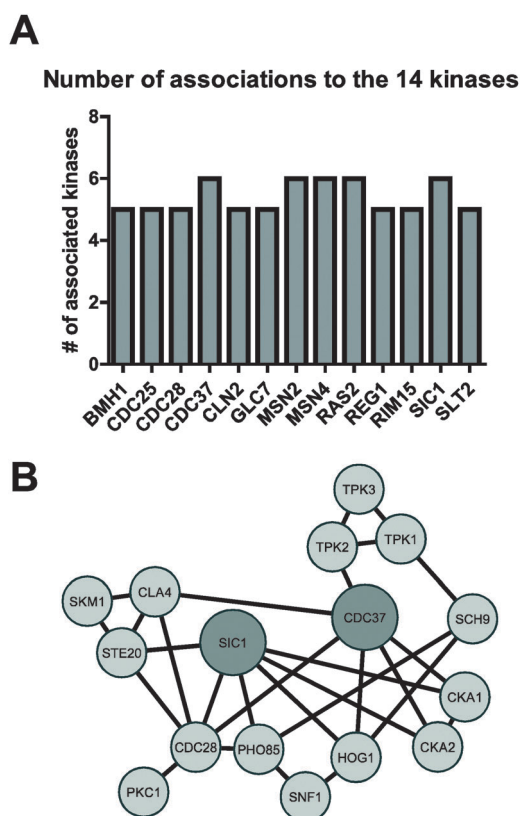 A
Number of associations to the 14 kinases
# of associated kinases
8
6
4
2
0
BMH1
CDC25
CDC28
CDC37
CLN2
GLC7
MSN2
MSN4
RAS2
REG1
RIM15
SIC1
SLT2
B
TPK3
TPK2
TPK1
SKM1
CLA4
CDC37
SCH9
STE20
SIC1
CKA1
CDC28
PHO85
HOG1
CKA2
PKC1
SNF1